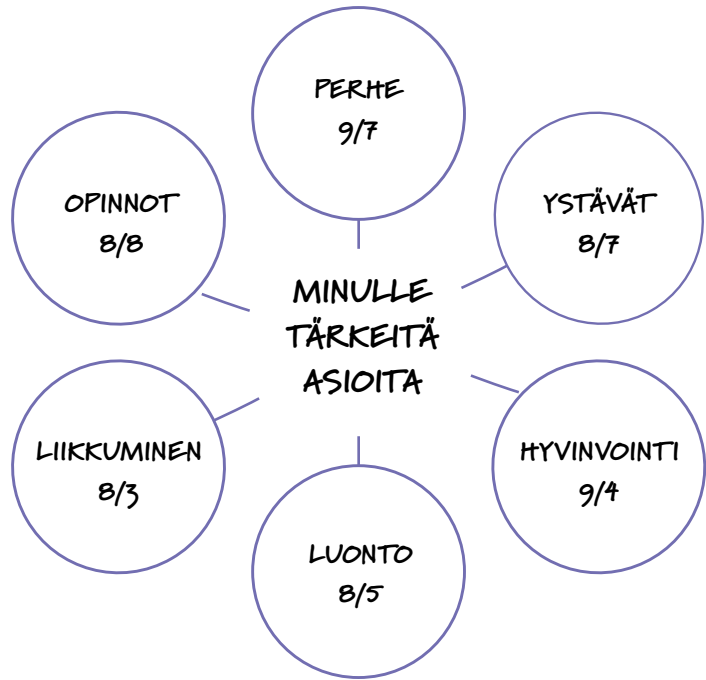 MINULLE
TÄRKEITÄ
ASIOITA
PERHE
9/7
YSTÄVÄT
8/7
HYVINVOINTI
9/4
LUONTO
8/5
LIIKKUMINEN
8/3
OPINNOT
8/8